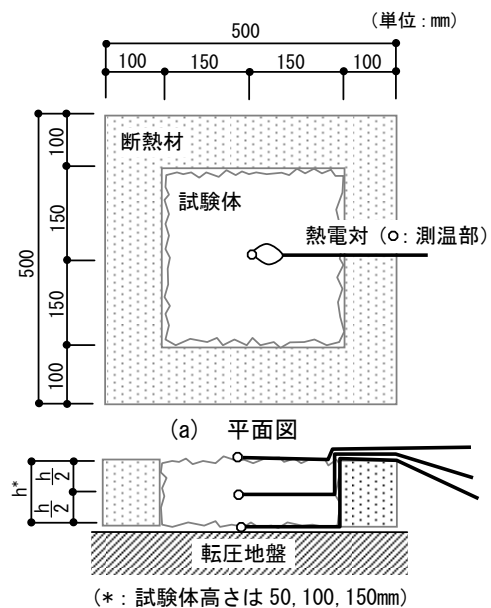 (単位:mm)
500
100 150 150 100
断熱材
試験体
熱電対(○:測温部)
500
100
150
150
100
(a) 平面図
h*
h/2
h/2
転圧地盤
(*:試験体高さは 50,100,150mm)